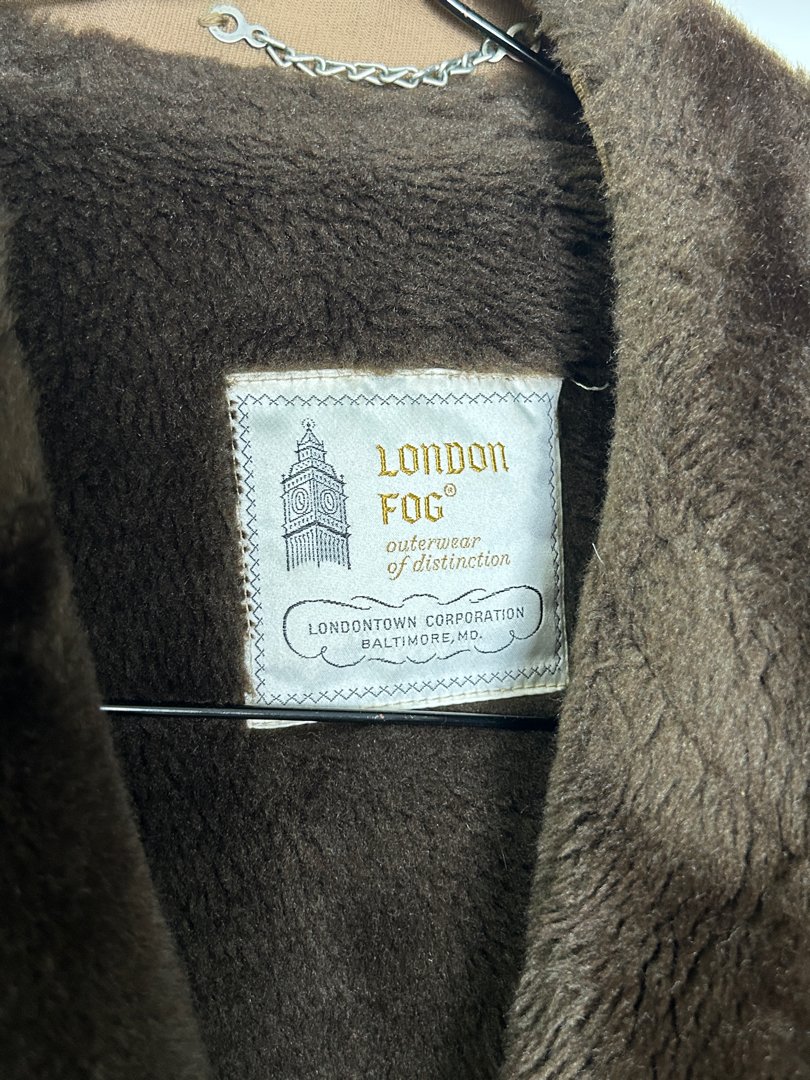 LONDON
FOG®
outerwear
of distinction
LONDONTOWN CORPORATION
BALTIMORE, MD.